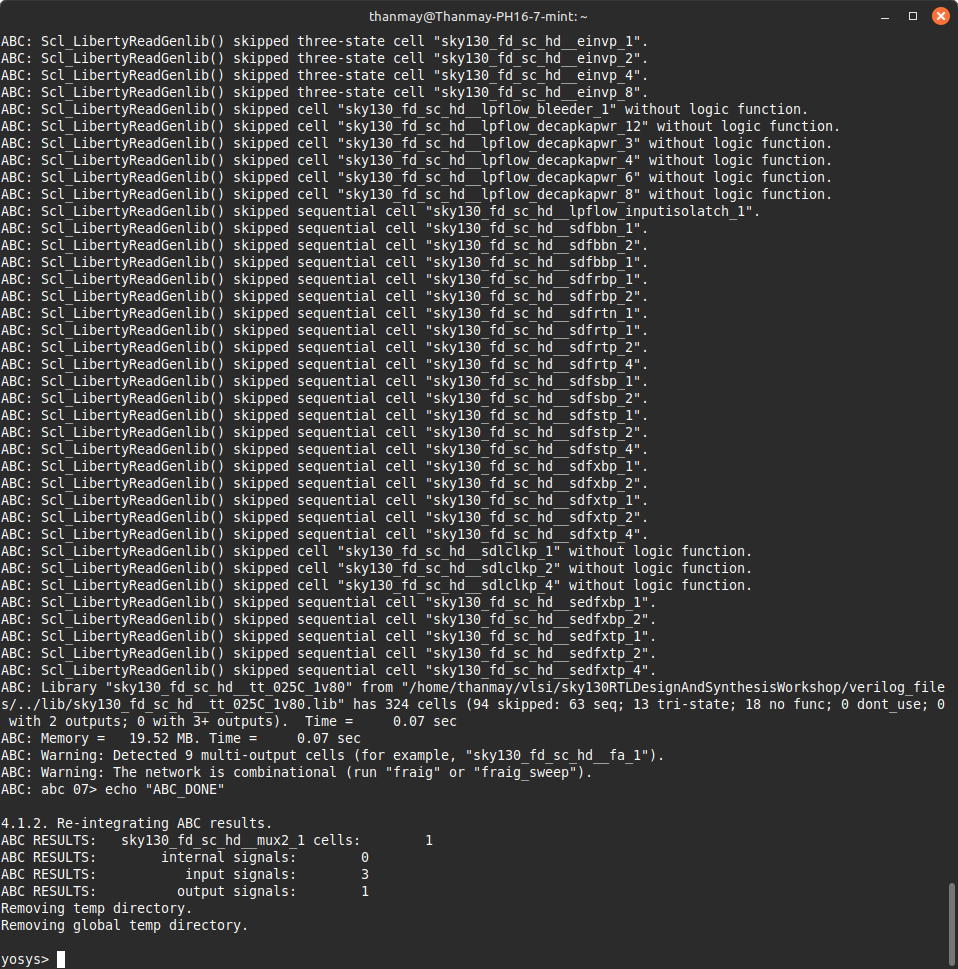 thanmay@Thanmay-PH16-7-mint: ~
ABC: Scl_LibertyReadGenlib() skipped three-state cell "sky130_fd_sc_hd__einvp_1".
ABC: Scl_LibertyReadGenlib() skipped three-state cell "sky130_fd_sc_hd__einvp_2".
ABC: Scl_LibertyReadGenlib() skipped three-state cell "sky130_fd_sc_hd__einvp_4".
ABC: Scl_LibertyReadGenlib() skipped three-state cell "sky130_fd_sc_hd__einvp_8".
ABC: Scl_LibertyReadGenlib() skipped cell "sky130_fd_sc_hd__lpflow_bleeder_1" without logic function.
ABC: Scl_LibertyReadGenlib() skipped cell "sky130_fd_sc_hd__lpflow_decapkapwr_12" without logic function.
ABC: Scl_LibertyReadGenlib() skipped cell "sky130_fd_sc_hd__lpflow_decapkapwr_3" without logic function.
ABC: Scl_LibertyReadGenlib() skipped cell "sky130_fd_sc_hd__lpflow_decapkapwr_4" without logic function.
ABC: Scl_LibertyReadGenlib() skipped cell "sky130_fd_sc_hd__lpflow_decapkapwr_6" without logic function.
ABC: Scl_LibertyReadGenlib() skipped cell "sky130_fd_sc_hd__lpflow_decapkapwr_8" without logic function.
ABC: Scl_LibertyReadGenlib() skipped sequential cell "sky130_fd_sc_hd__lpflow_inputisolatch_1".
ABC: Scl_LibertyReadGenlib() skipped sequential cell "sky130_fd_sc_hd__sdfbbn_1".
ABC: Scl_LibertyReadGenlib() skipped sequential cell "sky130_fd_sc_hd__sdfbbn_2".
ABC: Scl_LibertyReadGenlib() skipped sequential cell "sky130_fd_sc_hd__sdfbbp_1".
ABC: Scl_LibertyReadGenlib() skipped sequential cell "sky130_fd_sc_hd__sdfrbp_1".
ABC: Scl_LibertyReadGenlib() skipped sequential cell "sky130_fd_sc_hd__sdfrbp_2".
ABC: Scl_LibertyReadGenlib() skipped sequential cell "sky130_fd_sc_hd__sdfrtn_1".
ABC: Scl_LibertyReadGenlib() skipped sequential cell "sky130_fd_sc_hd__sdfrtp_1".
ABC: Scl_LibertyReadGenlib() skipped sequential cell "sky130_fd_sc_hd__sdfrtp_2".
ABC: Scl_LibertyReadGenlib() skipped sequential cell "sky130_fd_sc_hd__sdfrtp_4".
ABC: Scl_LibertyReadGenlib() skipped sequential cell "sky130_fd_sc_hd__sdfsbp_1".
ABC: Scl_LibertyReadGenlib() skipped sequential cell "sky130_fd_sc_hd__sdfsbp_2".
ABC: Scl_LibertyReadGenlib() skipped sequential cell "sky130_fd_sc_hd__sdfstp_1".
ABC: Scl_LibertyReadGenlib() skipped sequential cell "sky130_fd_sc_hd__sdfstp_2".
ABC: Scl_LibertyReadGenlib() skipped sequential cell "sky130_fd_sc_hd__sdfstp_4".
ABC: Scl_LibertyReadGenlib() skipped sequential cell "sky130_fd_sc_hd__sdfxbp_1".
ABC: Scl_LibertyReadGenlib() skipped sequential cell "sky130_fd_sc_hd__sdfxbp_2".
ABC: Scl_LibertyReadGenlib() skipped sequential cell "sky130_fd_sc_hd__sdfxtp_1".
ABC: Scl_LibertyReadGenlib() skipped sequential cell "sky130_fd_sc_hd__sdfxtp_2".
ABC: Scl_LibertyReadGenlib() skipped sequential cell "sky130_fd_sc_hd__sdfxtp_4".
ABC: Scl_LibertyReadGenlib() skipped cell "sky130_fd_sc_hd__sdlclkp_1" without logic function.
ABC: Scl_LibertyReadGenlib() skipped cell "sky130_fd_sc_hd__sdlclkp_2" without logic function.
ABC: Scl_LibertyReadGenlib() skipped cell "sky130_fd_sc_hd__sdlclkp_4" without logic function.
ABC: Scl_LibertyReadGenlib() skipped sequential cell "sky130_fd_sc_hd__sedfxbp_1".
ABC: Scl_LibertyReadGenlib() skipped sequential cell "sky130_fd_sc_hd__sedfxbp_2".
ABC: Scl_LibertyReadGenlib() skipped sequential cell "sky130_fd_sc_hd__sedfxtp_1".
ABC: Scl_LibertyReadGenlib() skipped sequential cell "sky130_fd_sc_hd__sedfxtp_2".
ABC: Scl_LibertyReadGenlib() skipped sequential cell "sky130_fd_sc_hd__sedfxtp_4".
ABC: Library "sky130_fd_sc_hd__tt_025C_1v80" from "/home/thanmay/vlsi/sky130RTLDesignAndSynthesisWorkshop/verilog_file
s/../lib/sky130_fd_sc_hd__tt_025C_1v80.lib" has 324 cells (94 skipped: 63 seq; 13 tri-state; 18 no func; 0 dont_use; 0
 with 2 outputs; 0 with 3+ outputs).  Time =     0.07 sec
ABC: Memory =   19.52 MB. Time =     0.07 sec
ABC: Warning: Detected 9 multi-output cells (for example, "sky130_fd_sc_hd__fa_1").
ABC: Warning: The network is combinational (run "fraig" or "fraig_sweep").
ABC: abc 07> echo "ABC_DONE"
4.1.2. Re-integrating ABC results.
ABC RESULTS:   sky130_fd_sc_hd__mux2_1 cells:        1
ABC RESULTS:        internal signals:        0
ABC RESULTS:           input signals:        3
ABC RESULTS:          output signals:        1
Removing temp directory.
Removing global temp directory.
yosys>